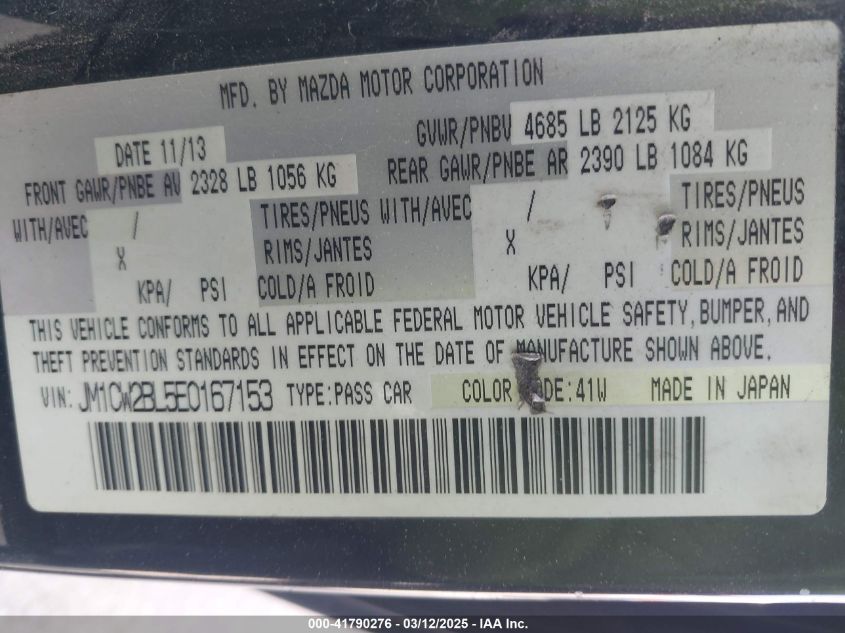 MFD. BY MAZDA MOTOR CORPORATION
DATE 11/13
GVWR/PNBV 4685 LB 2125 KG
FRONT GAWR/PNBE AV 2328 LB 1056 KG
REAR GAWR/PNBE AR 2390 LB 1084 KG
WITH/AVEC / TIRES/PNEUS WITH/AVEC / TIRES/PNEUS
X RIMS/JANTES X RIMS/JANTES
KPA/ PSI COLD/A FROID KPA/ PSI COLD/A FROID
THIS VEHICLE CONFORMS TO ALL APPLICABLE FEDERAL MOTOR VEHICLE SAFETY, BUMPER, AND
THEFT PREVENTION STANDARDS IN EFFECT ON THE DATE OF MANUFACTURE SHOWN ABOVE.
VIN: JM1CW2BL5E0167153 TYPE:PASS CAR COLOR DE:41W MADE IN JAPAN
000-41790276 - 03/12/2025 - IAA Inc.